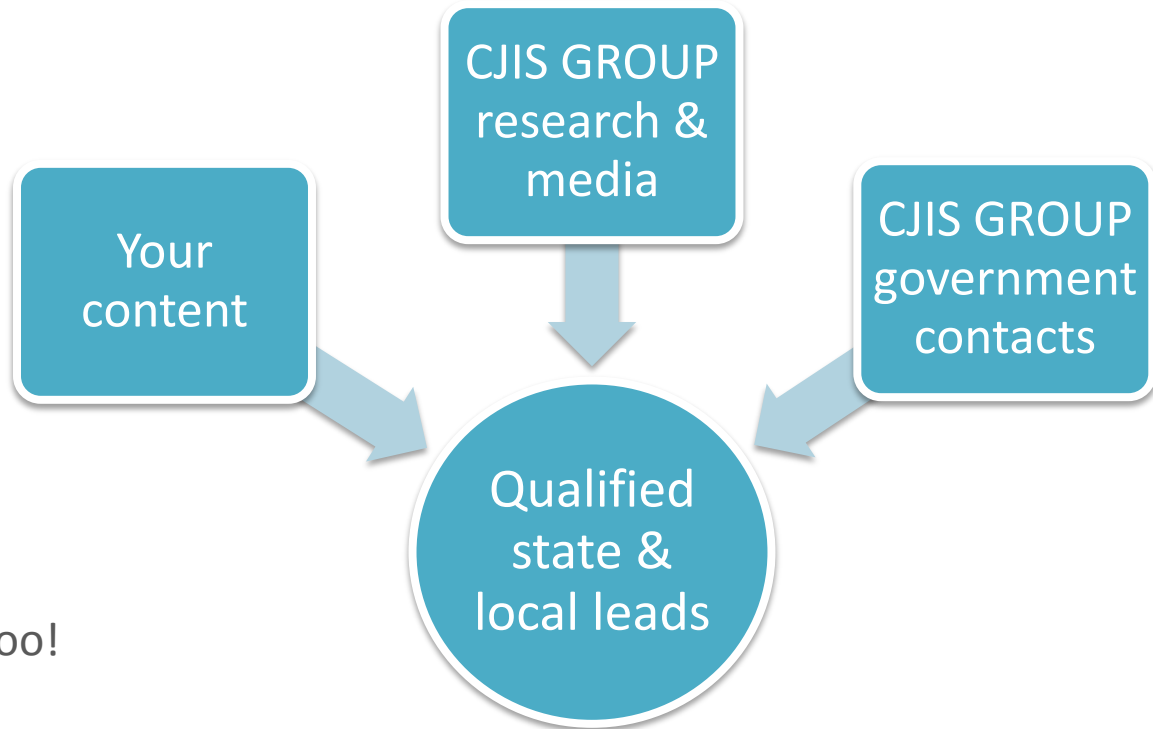 CJIS GROUP
research &
media
Your
content
CJIS GROUP
government
contacts
Qualified
state &
local leads
oo!